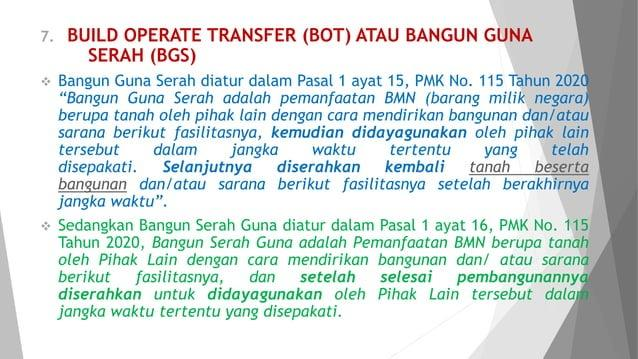 7. BUILD OPERATE TRANSFER (BOT) ATAU BANGUN GUNA
SERAH (BGS)
❖ Bangun Guna Serah diatur dalam Pasal 1 ayat 15, PMK No. 115 Tahun 2020
“Bangun Guna Serah adalah pemanfaatan BMN (barang milik negara)
berupa tanah oleh pihak lain dengan cara mendirikan bangunan dan/atau
sarana berikut fasilitasnya, kemudian didayagunakan oleh pihak lain
tersebut dalam jangka waktu tertentu yang telah
disepakati. Selanjutnya diserahkan kembali tanah beserta
bangunan dan/atau sarana berikut fasilitasnya setelah berakhirnya
jangka waktu”.
❖ Sedangkan Bangun Serah Guna diatur dalam Pasal 1 ayat 16, PMK No. 115
Tahun 2020, Bangun Serah Guna adalah Pemanfaatan BMN berupa tanah
oleh Pihak Lain dengan cara mendirikan bangunan dan/ atau sarana
berikut fasilitasnya, dan setelah selesai pembangunannya
diserahkan untuk didayagunakan oleh Pihak Lain tersebut dalam
jangka waktu tertentu yang disepakati.